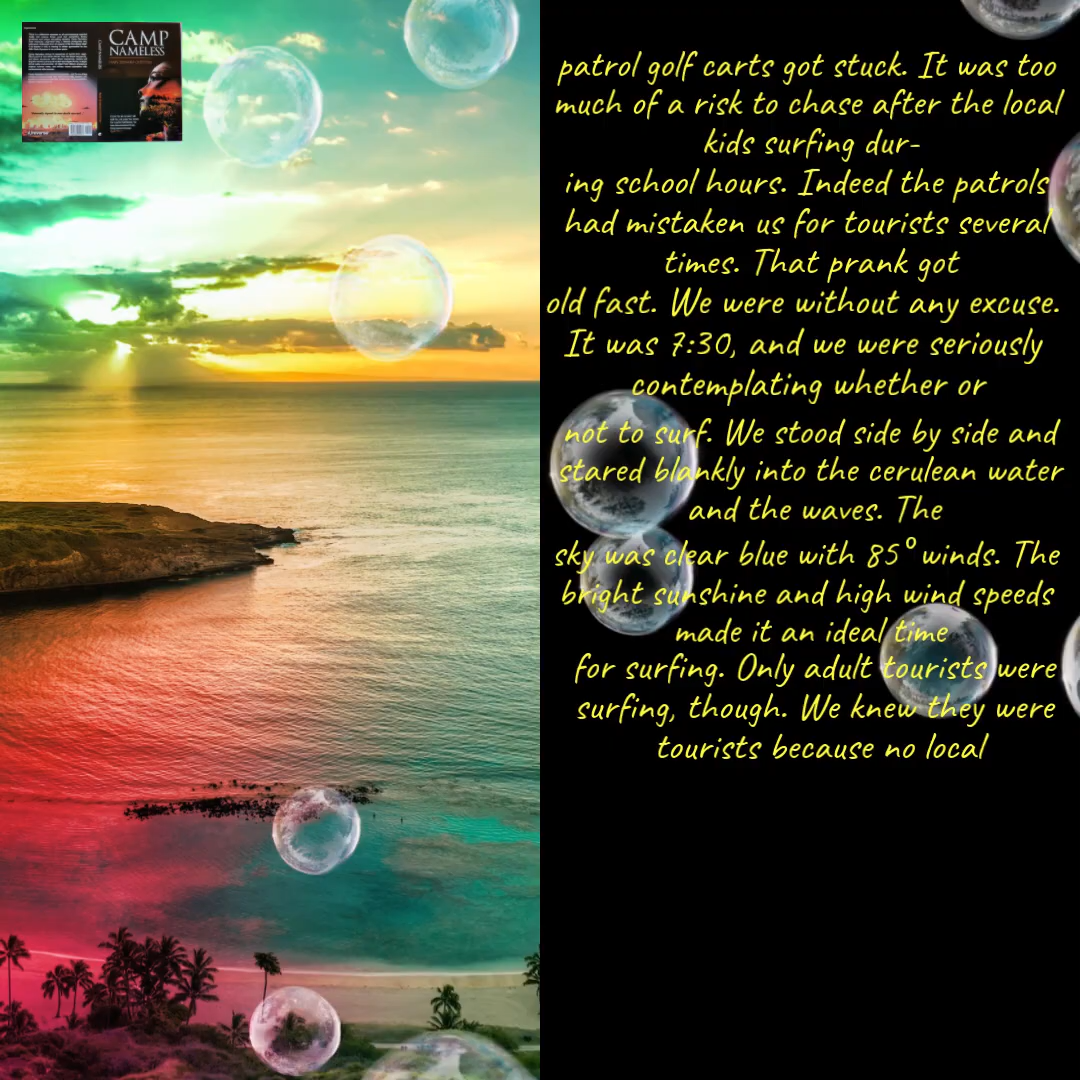 CAMP
NAMELESS
iUniverse
patrol golf carts got stuck. It was too
much of a risk to chase after the local
kids surfing dur-
ing school hours. Indeed the patrols
had mistaken us for tourists several
times. That prank got
old fast. We were without any excuse.
It was 7:30, and we were seriously
contemplating whether or
not to surf. We stood side by side and
stared blankly into the cerulean water
and the waves. The
sky was clear blue with 85° winds. The
bright sunshine and high wind speeds
made it an ideal time
for surfing. Only adult tourists were
surfing, though. We knew they were
tourists because no local